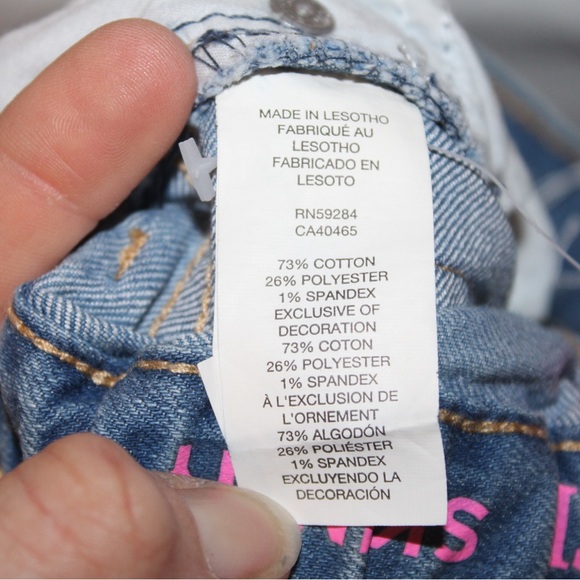 MADE IN LESOTHO
FABRIQUÉ AU
LESOTHO
FABRICADO EN
LESOTO
RN59284
CA40465
73% COTTON
26% POLYESTER
1% SPANDEX
EXCLUSIVE OF
DECORATION
73% COTON
26% POLYESTER
1% SPANDEX
À L'EXCLUSION DE
L'ORNEMENT
73% ALGODÓN
26% POLIÉSTER
1% SPANDEX
EXCLUYENDO LA
DECORACIÓN